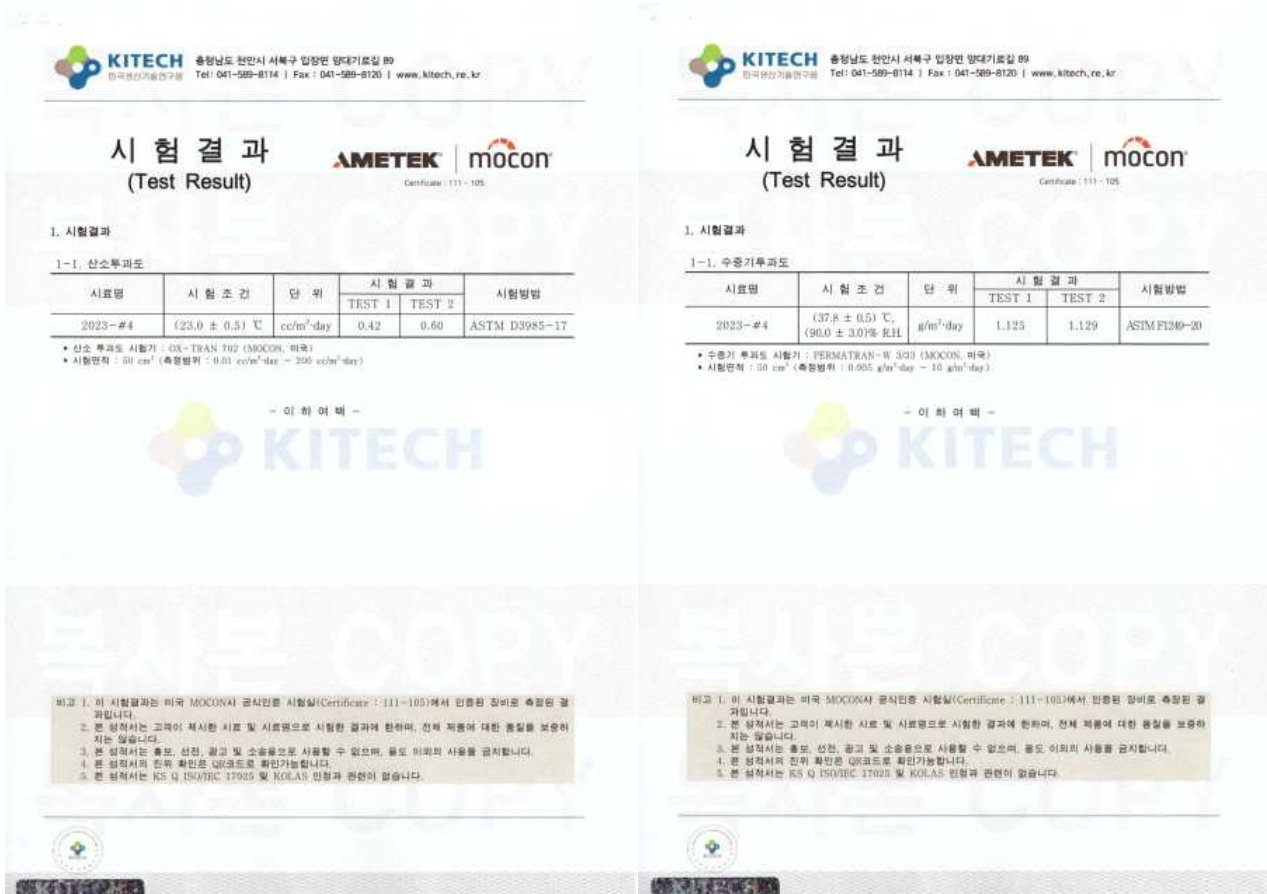 KITECH
한국생산기술연구원
충청남도 천안시 서북구 입장면 양대기로길 89
Tel: 041-589-8114 | Fax : 041-589-8120 | www.kitech.re.kr
시 험 결 과
(Test Result)
AMETEK mocon
Certificate : 111 - 105
1. 시험결과
1-1. 산소투과도
시료명 시 험 조 건 단 위 시 험 결 과 시험방법
TEST 1 TEST 2
2023-#4 (23.0 ± 0.5) ℃ cc/m²·day 0.42 0.60 ASTM D3985-17
* 산소 투과도 시험기 : OX-TRAN 702 (MOCON, 미국)
* 시험면적 : 50 cm² (측정범위 : 0.01 cc/m²·day ~ 200 cc/m²·day)
- 이 하 여 백 -
KITECH
복사본 COPY
비고 1. 이 시험결과는 미국 MOCON사 공식인증 시험실(Certificate : 111-105)에서 인증된 장비로 측정된 결
과입니다.
2. 본 성적서는 고객이 제시한 시료 및 시료명으로 시험한 결과에 한하며, 전체 제품에 대한 품질을 보증하
지는 않습니다.
3. 본 성적서는 홍보, 선전, 광고 및 소송용으로 사용할 수 없으며, 용도 이외의 사용을 금지합니다.
4. 본 성적서의 진위 확인은 QR코드로 확인가능합니다.
5. 본 성적서는 KS Q ISO/IEC 17025 및 KOLAS 인정과 관련이 없습니다.
KITECH
KITECH
한국생산기술연구원
충청남도 천안시 서북구 입장면 양대기로길 89
Tel: 041-589-8114 | Fax : 041-589-8120 | www.kitech.re.kr
시 험 결 과
(Test Result)
AMETEK mocon
Certificate : 111 - 105
1. 시험결과
1-1. 수증기투과도
시료명 시 험 조 건 단 위 시 험 결 과 시험방법
TEST 1 TEST 2
2023-#4 (37.8 ± 0.5) ℃, (90.0 ± 3.0)% R.H. g/m²·day 1.125 1.129 ASTM F1249-20
* 수증기 투과도 시험기 : PERMATRAN-W 3/33 (MOCON, 미국)
* 시험면적 : 50 cm² (측정범위 : 0.005 g/m²·day ~ 10 g/m²·day)
- 이 하 여 백 -
KITECH
복사본 COPY
비고 1. 이 시험결과는 미국 MOCON사 공식인증 시험실(Certificate : 111-105)에서 인증된 장비로 측정된 결
과입니다.
2. 본 성적서는 고객이 제시한 시료 및 시료명으로 시험한 결과에 한하며, 전체 제품에 대한 품질을 보증하
지는 않습니다.
3. 본 성적서는 홍보, 선전, 광고 및 소송용으로 사용할 수 없으며, 용도 이외의 사용을 금지합니다.
4. 본 성적서의 진위 확인은 QR코드로 확인가능합니다.
5. 본 성적서는 KS Q ISO/IEC 17025 및 KOLAS 인정과 관련이 없습니다.
KITECH